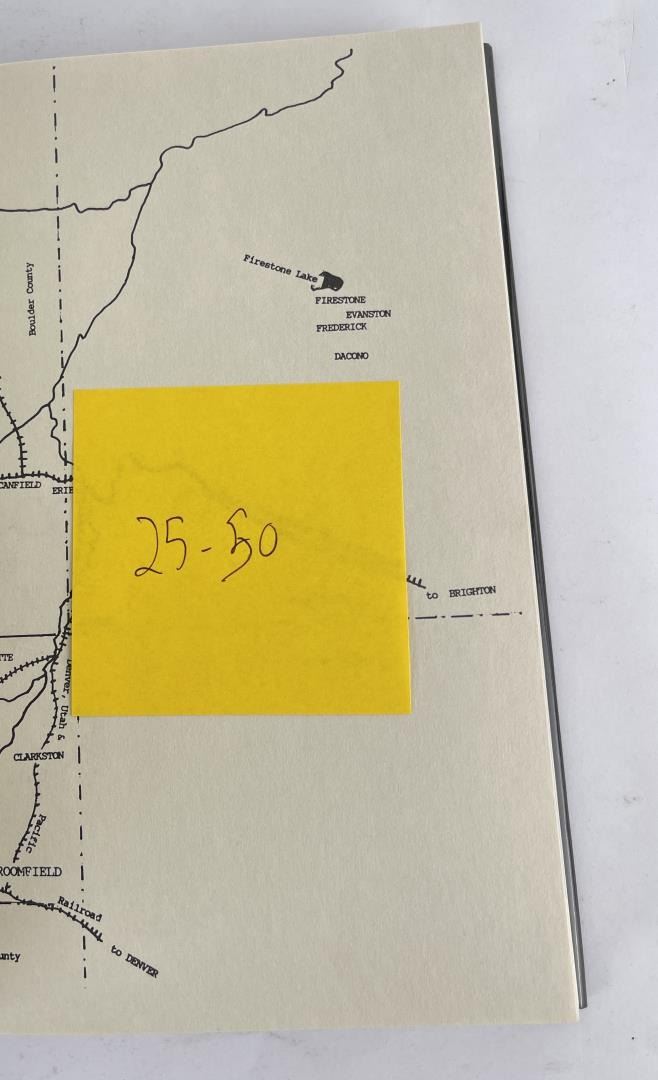 Boulder County
Firestone Lake
FIRESTONE
EVANSTON
FREDERICK
DACONO
CANFIELD
ERIE
25-50
to BRIGHTON
TTE
Denver, Utah &
CLARKSTON
Pacific
ROOMFIELD
Railroad
to DENVER
unty